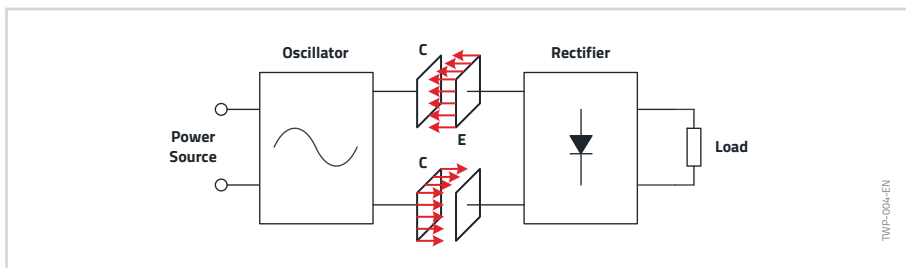 Oscillator
C
Rectifier
Power
Source
E
C
Load
TWP-004-EN